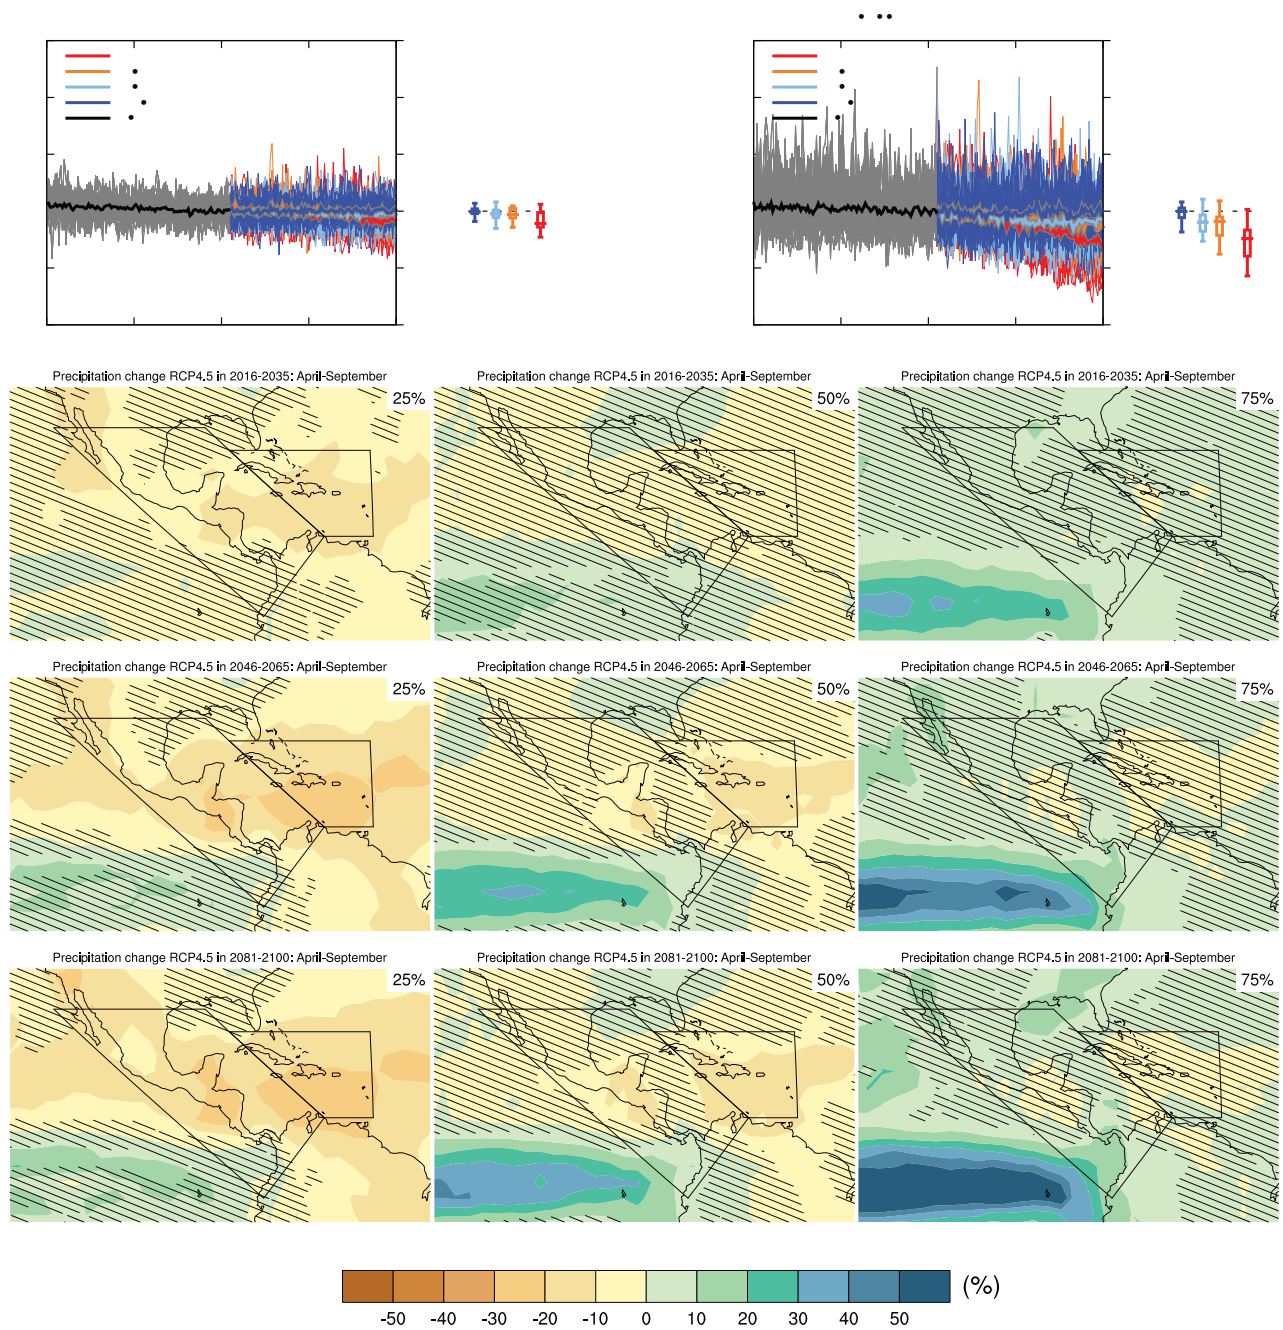 Precipitation change RCP4.5 in 2016-2035: April-September
25%
Precipitation change RCP4.5 in 2016-2035: April-September
50%
Precipitation change RCP4.5 in 2016-2035: April-September
75%
Precipitation change RCP4.5 in 2046-2065: April-September
25%
Precipitation change RCP4.5 in 2046-2065: April-September
50%
Precipitation change RCP4.5 in 2046-2065: April-September
75%
Precipitation change RCP4.5 in 2081-2100: April-September
25%
Precipitation change RCP4.5 in 2081-2100: April-September
50%
Precipitation change RCP4.5 in 2081-2100: April-September
75%
(%)
-50 -40 -30 -20 -10 0 10 20 30 40 50